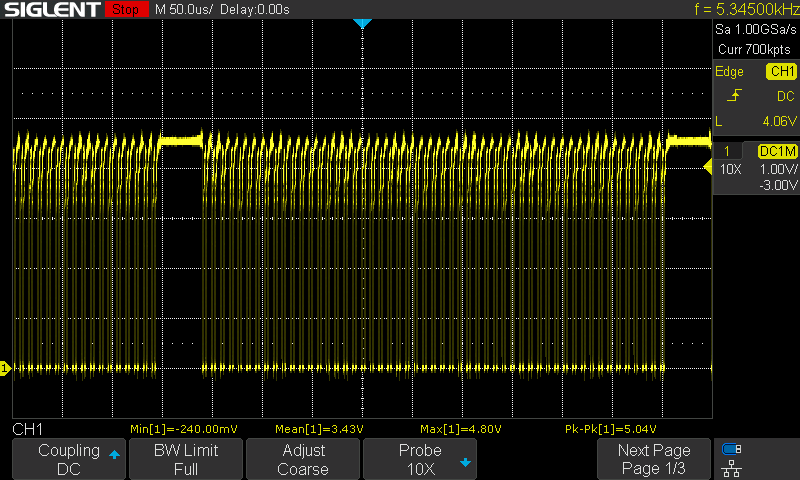 SIGLENT Stop M 50.0us/ Delay:0.00s f = 5.34500kHz
Sa 1.00GSa/s
Curr 700kpts
Edge CH1
DC
L 4.06V
1 DC1M
10X 1.00V/
-3.00V
1
CH1 Min[1]=-240.00mV Mean[1]=3.43V Max[1]=4.80V Pk-Pk[1]=5.04V
Coupling BW Limit Adjust Probe Next Page
DC Full Coarse 10X Page 1/3